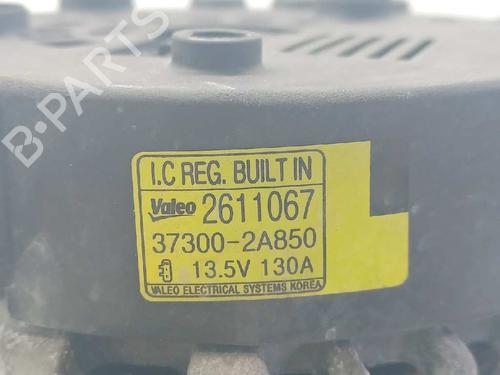 I.C REG. BUILT IN
Valeo 2611067
37300-2A850
13.5V 130A
VALEO ELECTRICAL SYSTEMS KOREA
B-PARTS